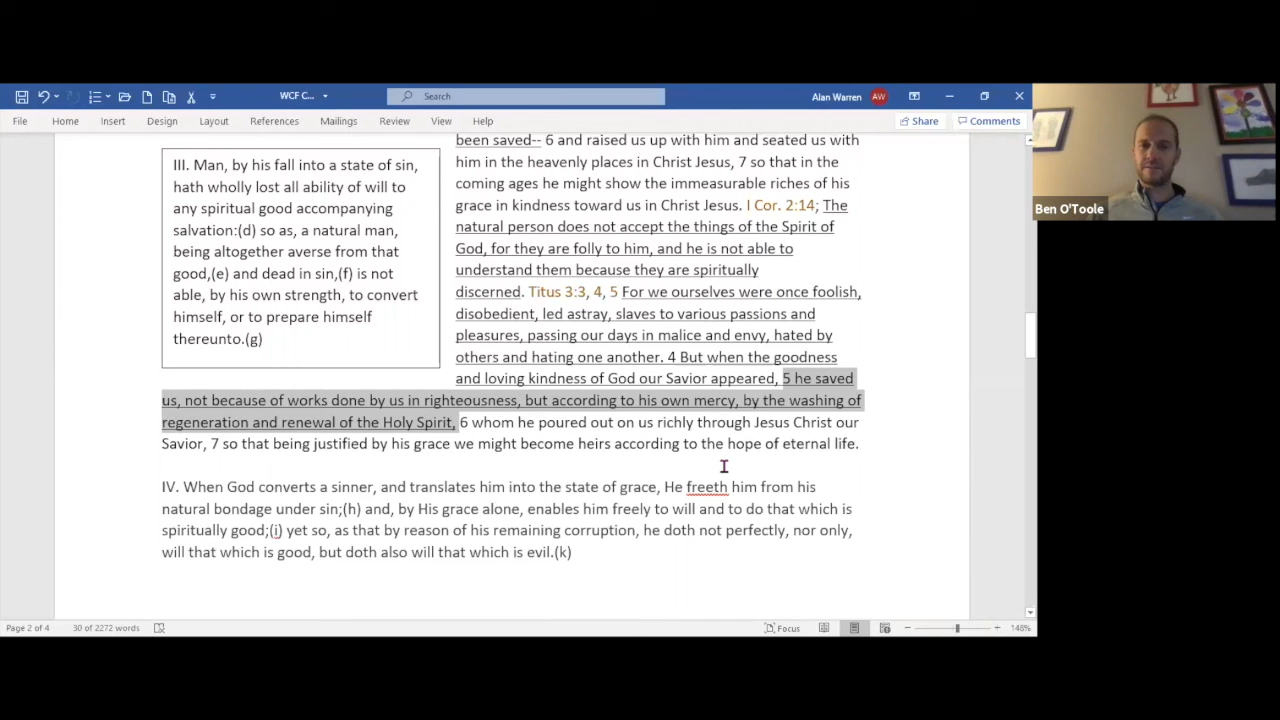 WCF C...
Search
Alan Warren
AW
File
Home
Insert
Design
Layout
References
Mailings
Review
View
Help
Share
Comments
Ben O'Toole
III. Man, by his fall into a state of sin,
hath wholly lost all ability of will to
any spiritual good accompanying
salvation:(d) so as, a natural man,
being altogether averse from that
good,(e) and dead in sin,(f) is not
able, by his own strength, to convert
himself, or to prepare himself
thereunto.(g)
been saved-- 6 and raised us up with him and seated us with
him in the heavenly places in Christ Jesus, 7 so that in the
coming ages he might show the immeasurable riches of his
grace in kindness toward us in Christ Jesus. I Cor. 2:14; The
natural person does not accept the things of the Spirit of
God, for they are folly to him, and he is not able to
understand them because they are spiritually
discerned. Titus 3:3, 4, 5 For we ourselves were once foolish,
disobedient, led astray, slaves to various passions and
pleasures, passing our days in malice and envy, hated by
others and hating one another. 4 But when the goodness
and loving kindness of God our Savior appeared, 5 he saved
us, not because of works done by us in righteousness, but according to his own mercy, by the washing of
regeneration and renewal of the Holy Spirit, 6 whom he poured out on us richly through Jesus Christ our
Savior, 7 so that being justified by his grace we might become heirs according to the hope of eternal life.
IV. When God converts a sinner, and translates him into the state of grace, He freeth him from his
natural bondage under sin;(h) and, by His grace alone, enables him freely to will and to do that which is
spiritually good;(i) yet so, as that by reason of his remaining corruption, he doth not perfectly, nor only,
will that which is good, but doth also will that which is evil.(k)
Page 2 of 4
30 of 2272 words
Focus
148%